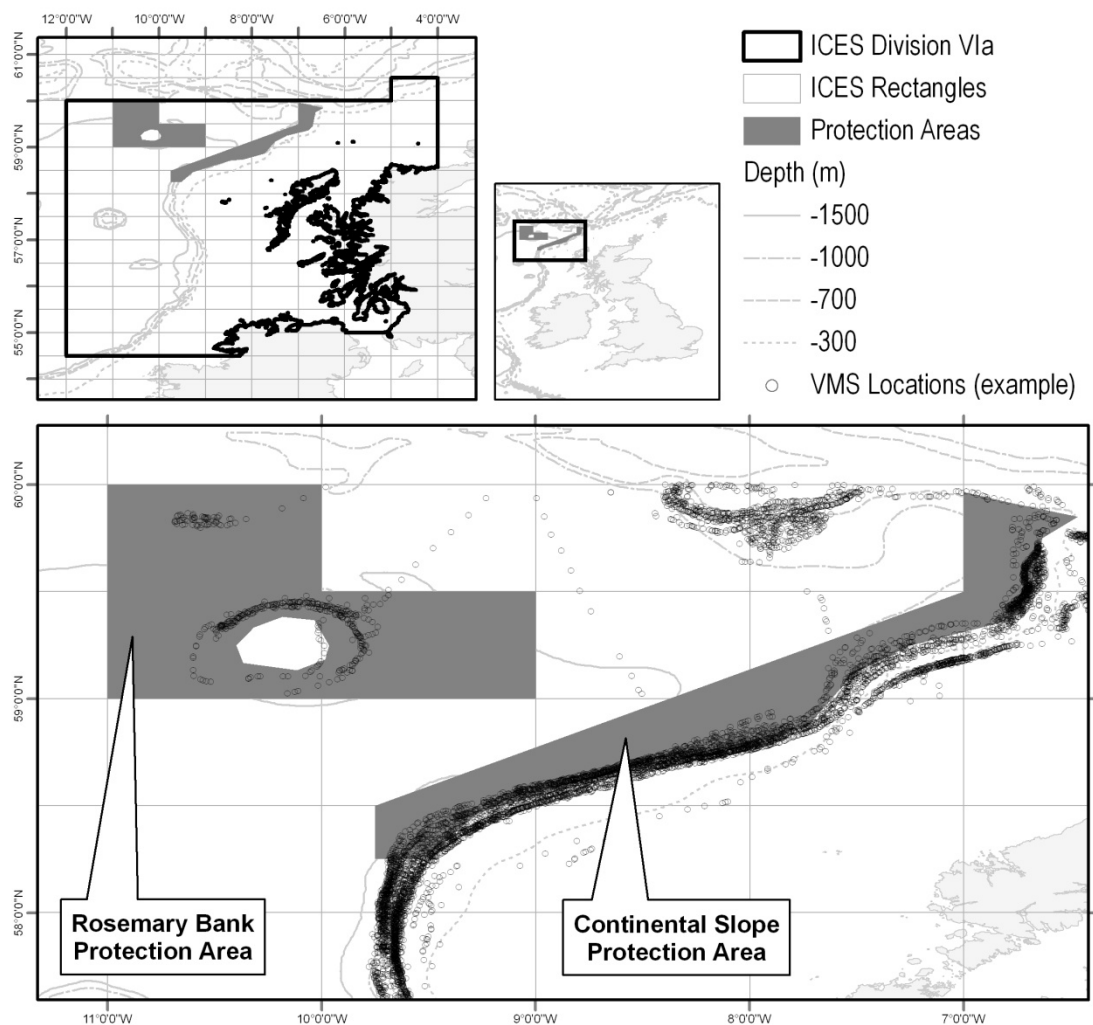 12°0'0"W 10°0'0"W 8°0'0"W 6°0'0"W 4°0'0"W
61°0'0"N
59°0'0"N
57°0'0"N
55°0'0"N
ICES Division VIa
ICES Rectangles
Protection Areas
Depth (m)
-1500
-1000
-700
-300
VMS Locations (example)
60°0'0"N
59°0'0"N
58°0'0"N
Rosemary Bank
Protection Area
Continental Slope
Protection Area
11°0'0"W 10°0'0"W 9°0'0"W 8°0'0"W 7°0'0"W